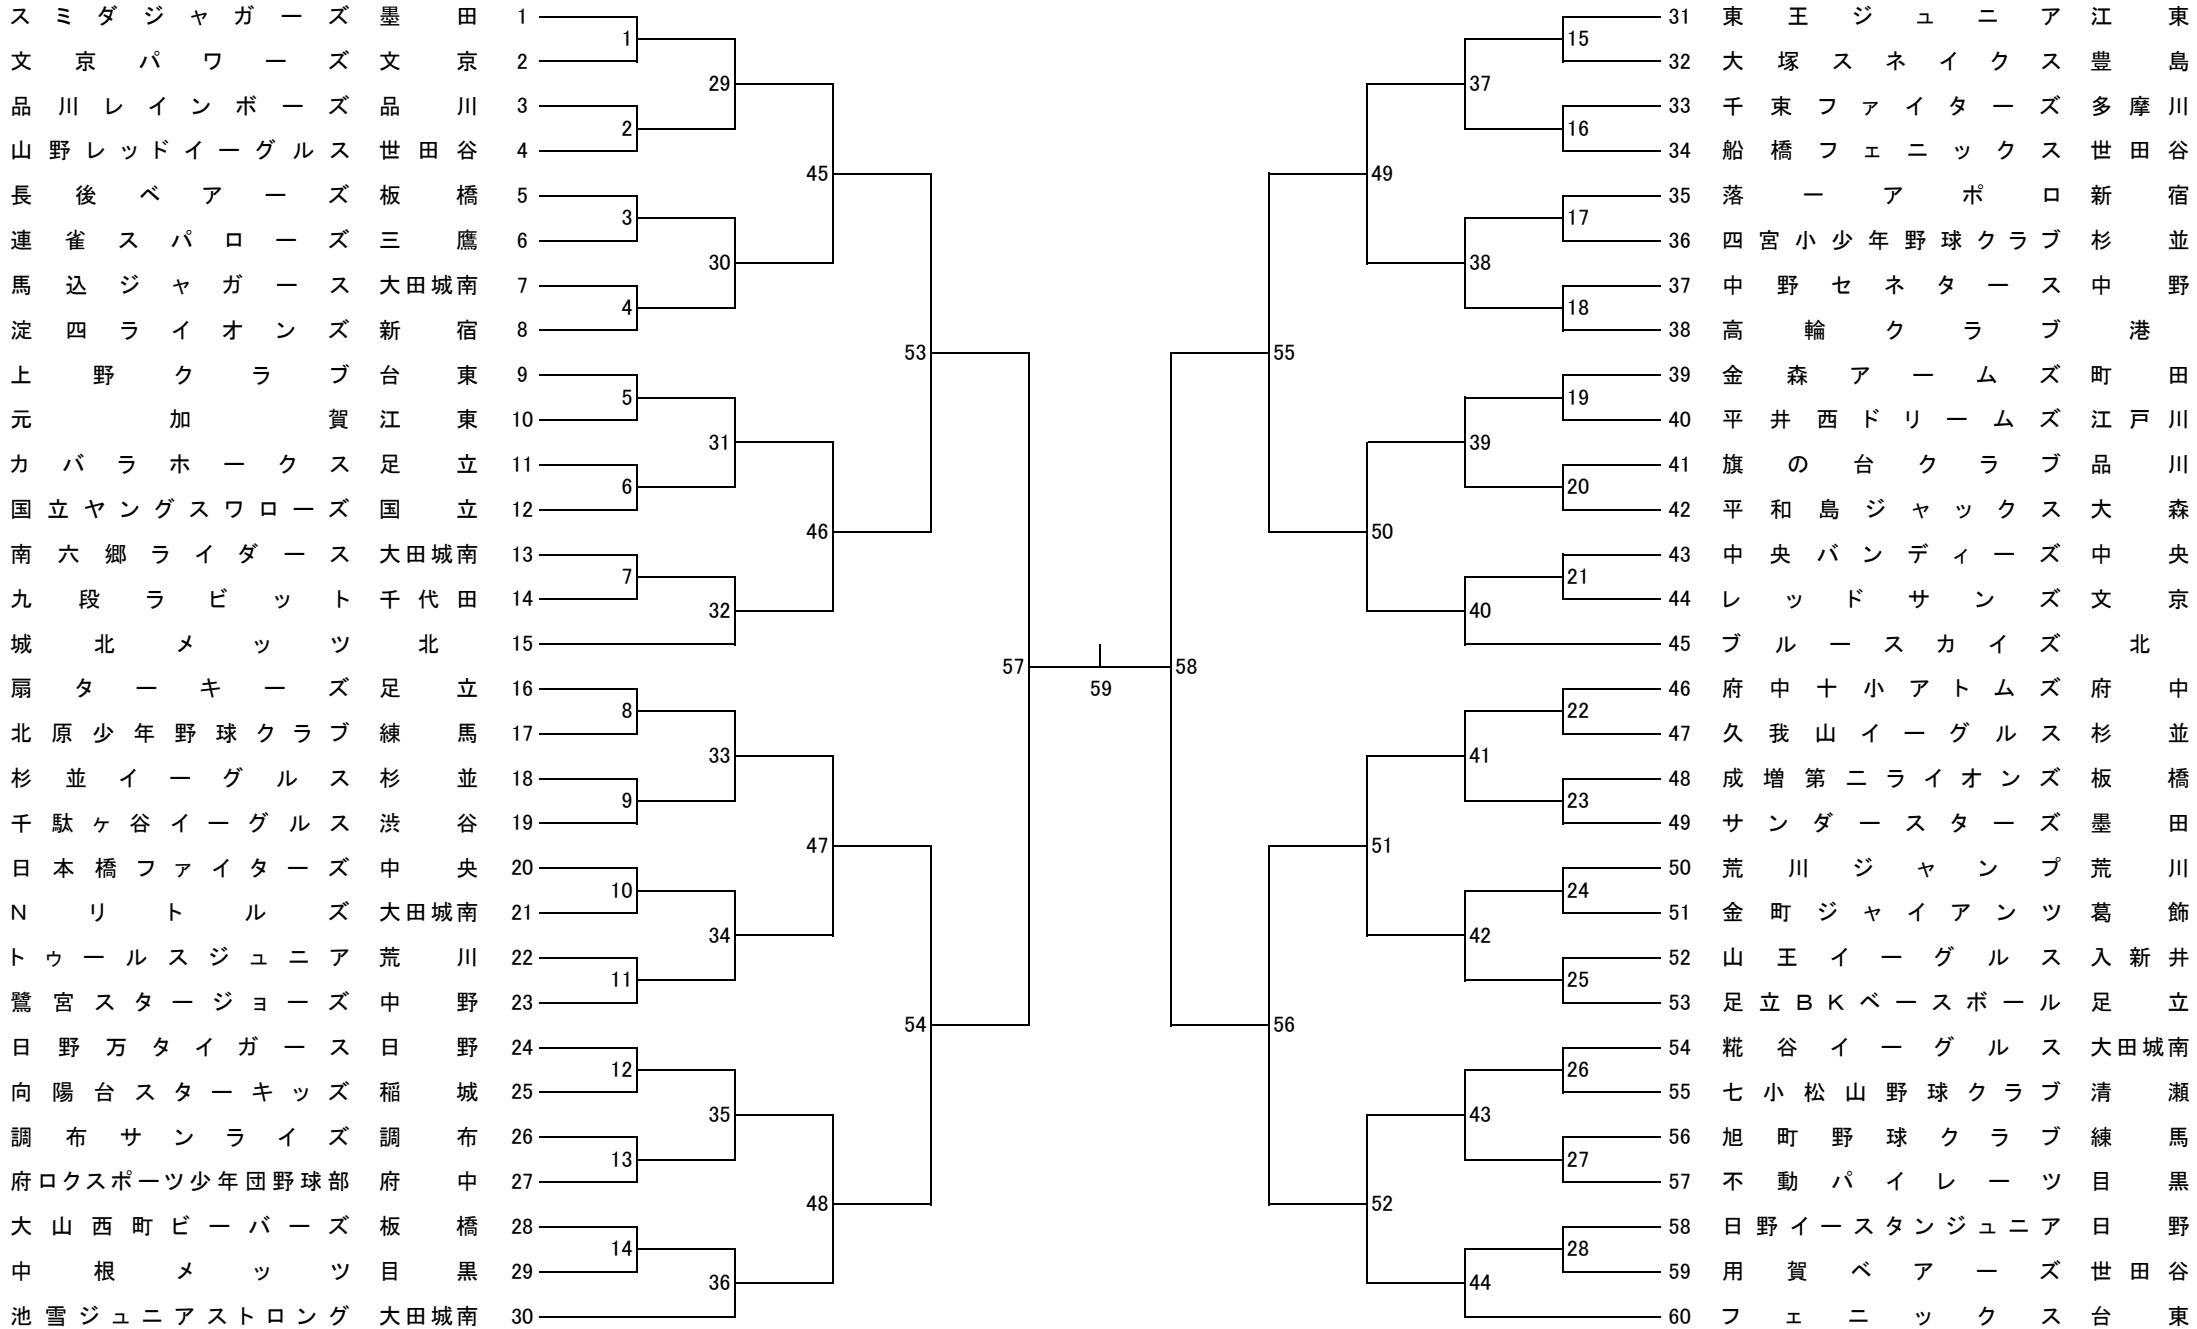 スミダジャガーズ 墨田 1
文京パワーズ 文京 2
品川レインボーズ 品川 3
山野レッドイーグルス 世田谷 4
長後ベアーズ 板橋 5
連雀スパローズ 三鷹 6
馬込ジャガース 大田城南 7
淀四ライオンズ 新宿 8
上野クラブ 台東 9
元加賀 江東 10
カバラホークス 足立 11
国立ヤングスワローズ 国立 12
南六郷ライダース 大田城南 13
九段ラビット 千代田 14
城北メッツ 北 15
扇ターキーズ 足立 16
北原少年野球クラブ 練馬 17
杉並イーグルス 杉並 18
千駄ヶ谷イーグルス 渋谷 19
日本橋ファイターズ 中央 20
Nリトルズ 大田城南 21
トゥールスジュニア 荒川 22
鷺宮スタージョーズ 中野 23
日野万タイガース 日野 24
向陽台スターキッズ 稲城 25
調布サンライズ 調布 26
府ロクスポーツ少年団野球部 府中 27
大山西町ビーバーズ 板橋 28
中根メッツ 目黒 29
池雪ジュニアストロング 大田城南 30
1
2
3
4
5
6
7
8
9
10
11
12
13
14
29
30
31
32
33
34
35
36
45
46
47
48
53
54
57
59
58
55
56
49
50
51
52
37
38
39
40
41
42
43
44
15
16
17
18
19
20
21
22
23
24
25
26
27
28
31 東王ジュニア 江東
32 大塚スネイクス 豊島
33 千束ファイターズ 多摩川
34 船橋フェニックス 世田谷
35 落一アポロ 新宿
36 四宮小少年野球クラブ 杉並
37 中野セネタース 中野
38 高輪クラブ 港
39 金森アームズ 町田
40 平井西ドリームズ 江戸川
41 旗の台クラブ 品川
42 平和島ジャックス 大森
43 中央バンディーズ 中央
44 レッドサンズ 文京
45 ブルースカイズ 北
46 府中十小アトムズ 府中
47 久我山イーグルス 杉並
48 成増第二ライオンズ 板橋
49 サンダースターズ 墨田
50 荒川ジャンプ 荒川
51 金町ジャイアンツ 葛飾
52 山王イーグルス 入新井
53 足立BKベースボール 足立
54 糀谷イーグルス 大田城南
55 七小松山野球クラブ 清瀬
56 旭町野球クラブ 練馬
57 不動パイレーツ 目黒
58 日野イースタンジュニア 日野
59 用賀ベアーズ 世田谷
60 フェニックス 台東